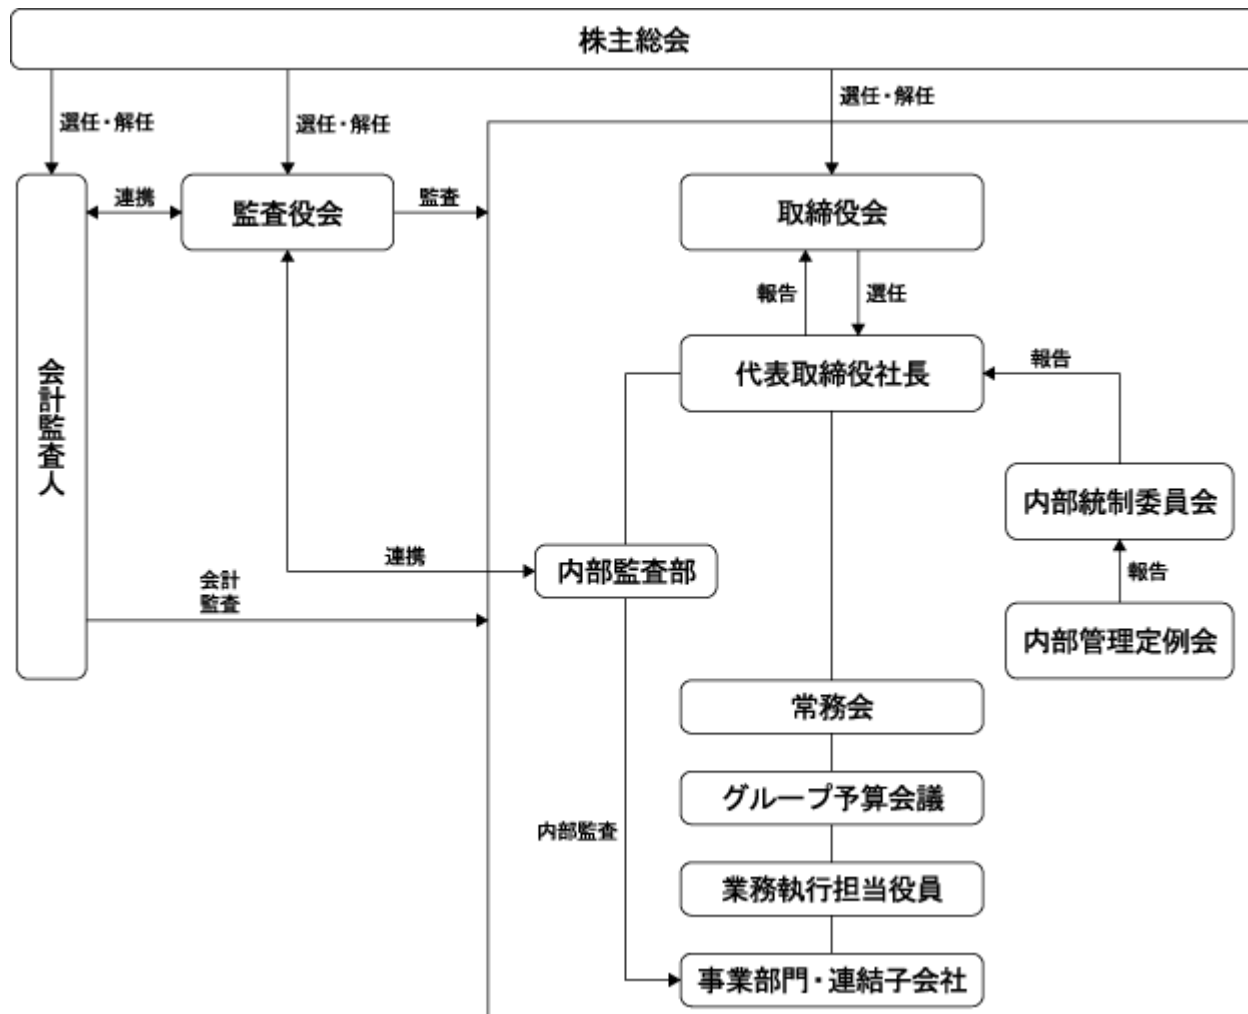 株主総会
選任・解任
選任・解任
選任・解任
連携
監査役会
監査
取締役会
報告
選任
代表取締役社長
報告
会計監査人
内部統制委員会
連携
内部監査部
報告
会計
監査
内部管理定例会
常務会
グループ予算会議
内部監査
業務執行担当役員
事業部門・連結子会社